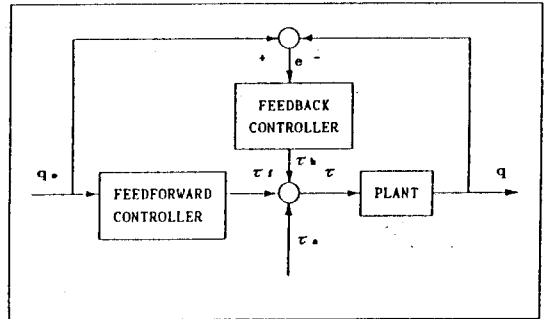 + e -
FEEDBACK
CONTROLLER
τ b
q
τ f τ q
FEEDFORWARD
CONTROLLER
PLANT
τ